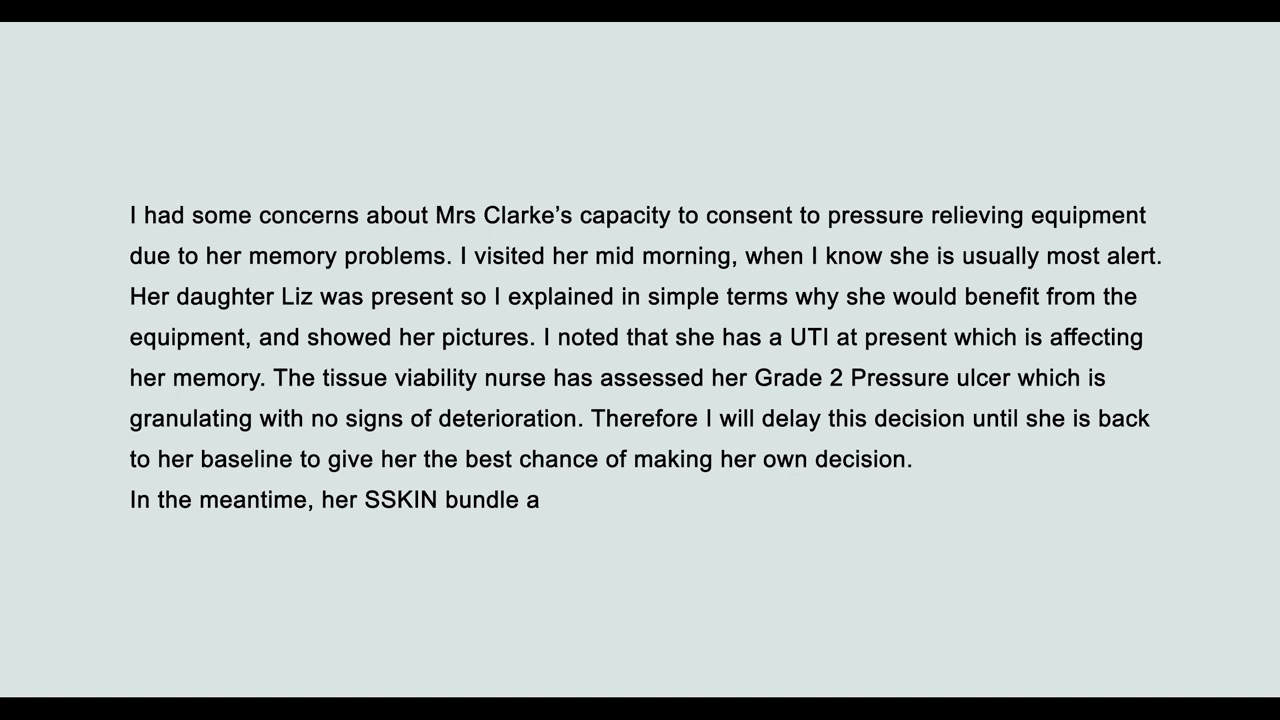 I had some concerns about Mrs Clarke’s capacity to consent to pressure relieving equipment
due to her memory problems. I visited her mid morning, when I know she is usually most alert.
Her daughter Liz was present so I explained in simple terms why she would benefit from the
equipment, and showed her pictures. I noted that she has a UTI at present which is affecting
her memory. The tissue viability nurse has assessed her Grade 2 Pressure ulcer which is
granulating with no signs of deterioration. Therefore I will delay this decision until she is back
to her baseline to give her the best chance of making her own decision.
In the meantime, her SSKIN bundle a